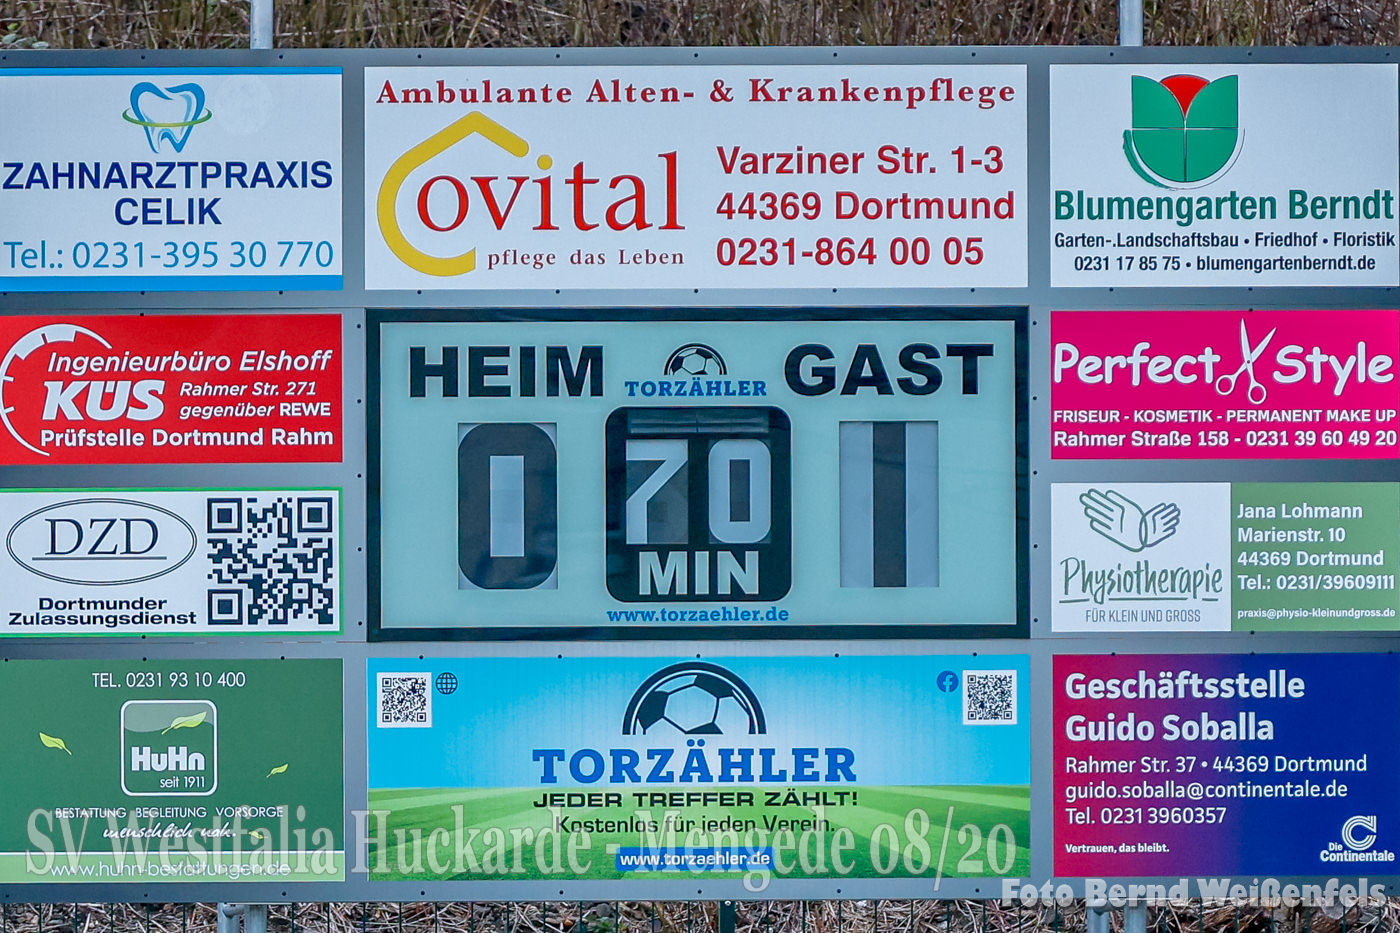 ZAHNARZTPRAXIS
CELIK
Tel.: 0231-395 30 770
Ambulante Alten- & Krankenpflege
Covital
pflege das Leben
Varziner Str. 1-3
44369 Dortmund
0231-864 00 05
Blumengarten Berndt
Garten-.Landschaftsbau • Friedhof • Floristik
0231 17 85 75 • blumengartenberndt.de
Ingenieurbüro Elshoff
KÜS
Rahmer Str. 271
gegenüber REWE
Prüfstelle Dortmund Rahm
HEIM
TORZÄHLER
GAST
0
70
1
MIN
www.torzaehler.de
Perfect Style
FRISEUR - KOSMETIK - PERMANENT MAKE UP
Rahmer Straße 158 - 0231 39 60 49 20
DZD
Dortmunder
Zulassungsdienst
Physiotherapie
FÜR KLEIN UND GROSS
Jana Lohmann
Marienstr. 10
44369 Dortmund
Tel.: 0231/39609111
praxis@physio-kleinundgross.de
TEL. 0231 93 10 400
HuHn
seit 1911
BESTATTUNG BEGLEITUNG VORSORGE
menschlich nah.
www.huhn-bestattungen.de
TORZÄHLER
JEDER TREFFER ZÄHLT!
Kostenlos für jeden Verein.
www.torzaehler.de
Geschäftsstelle
Guido Soballa
Rahmer Str. 37 • 44369 Dortmund
guido.soballa@continentale.de
Tel. 0231 3960357
Vertrauen, das bleibt.
Die
Continentale
SV Westfalia Huckarde - Mengede 08/20
Foto Bernd Weißenfels